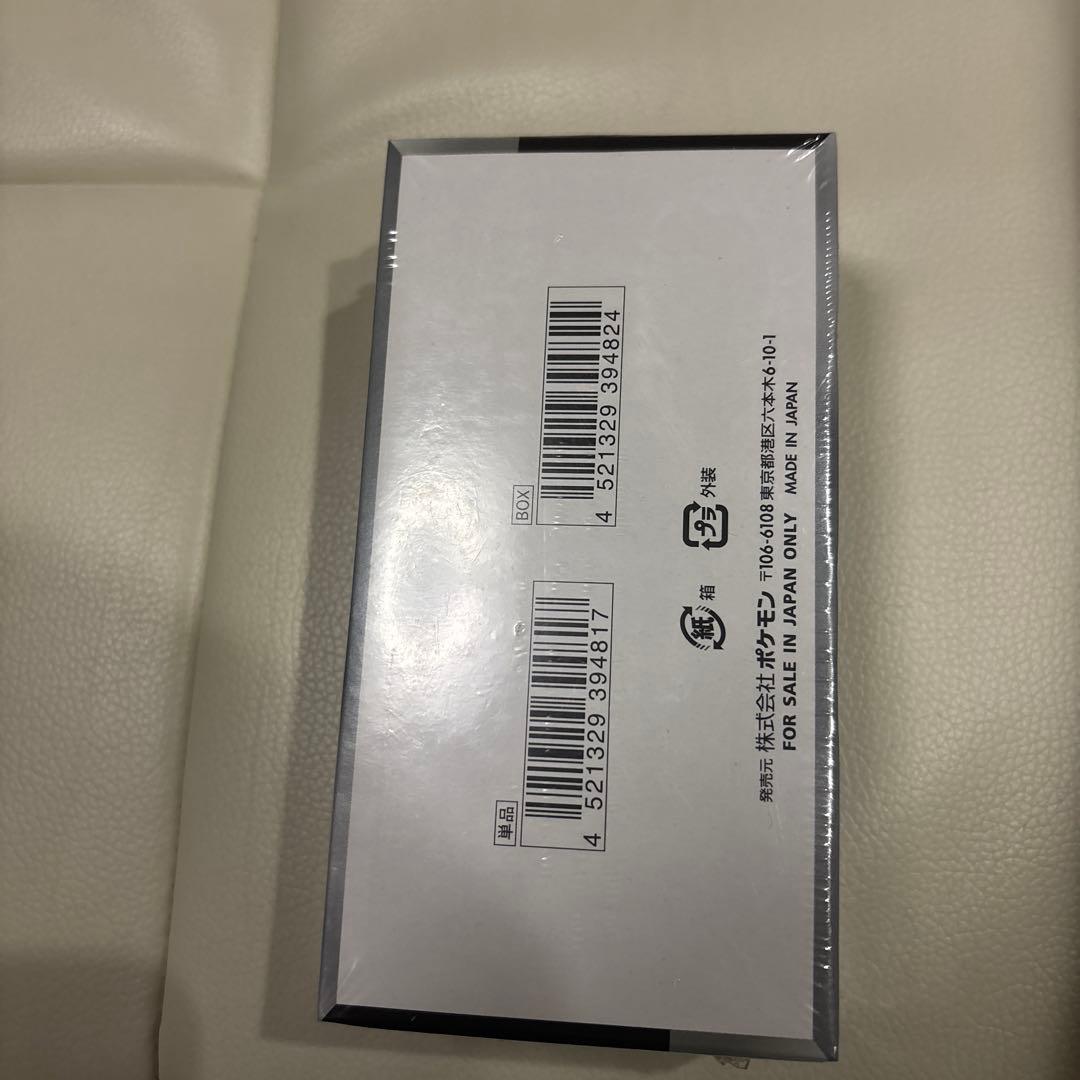 単品
4 521329 394817
BOX
4 521329 394824
紙 箱
プラ 外装
発売元 株式会社 ポケモン 〒106-6108 東京都港区六本木6-10-1
FOR SALE IN JAPAN ONLY MADE IN JAPAN